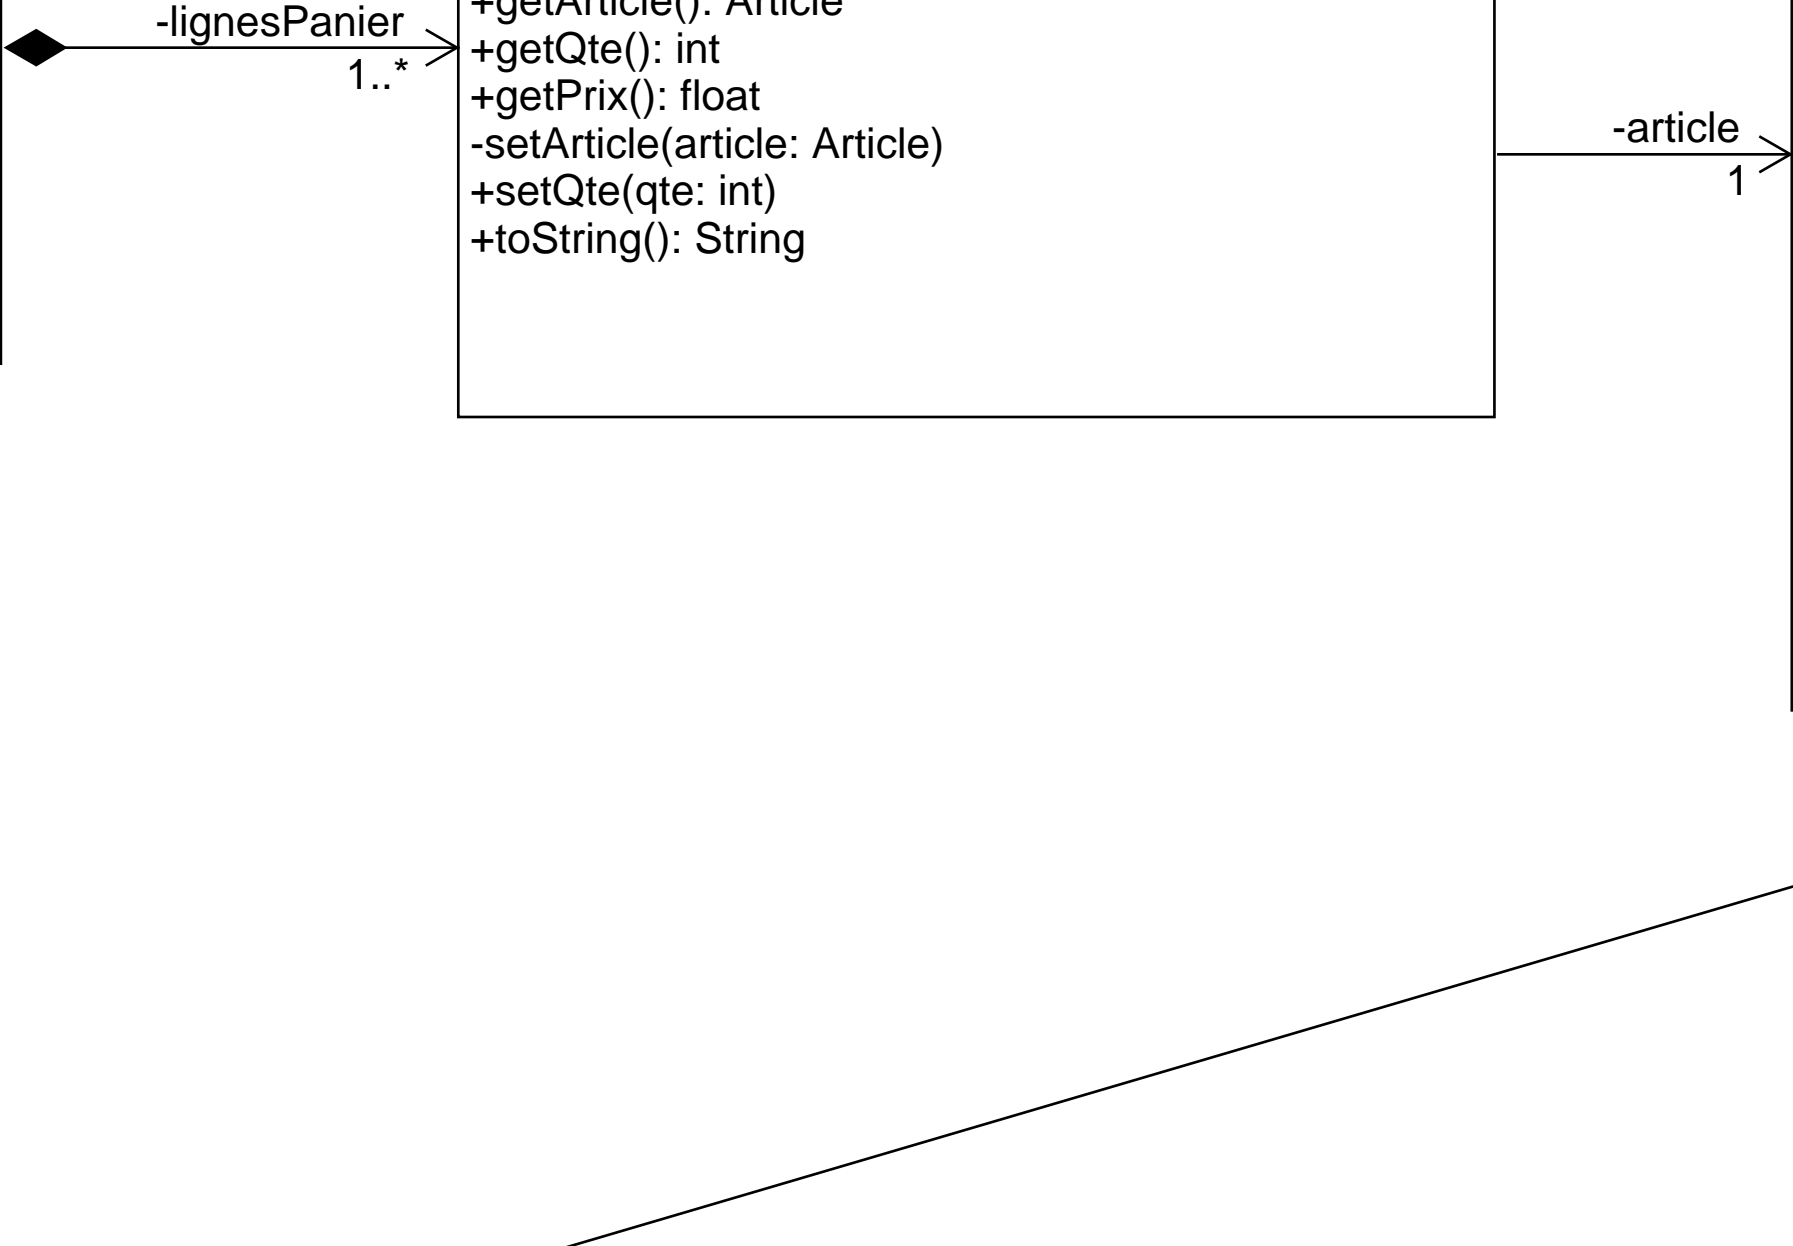 +getArticle(): Article
-lignesPanier
+getQte(): int
1..*
+getPrix(): float
-article
-setArticle(article: Article)
1
+setQte(qte: int)
+toString(): String